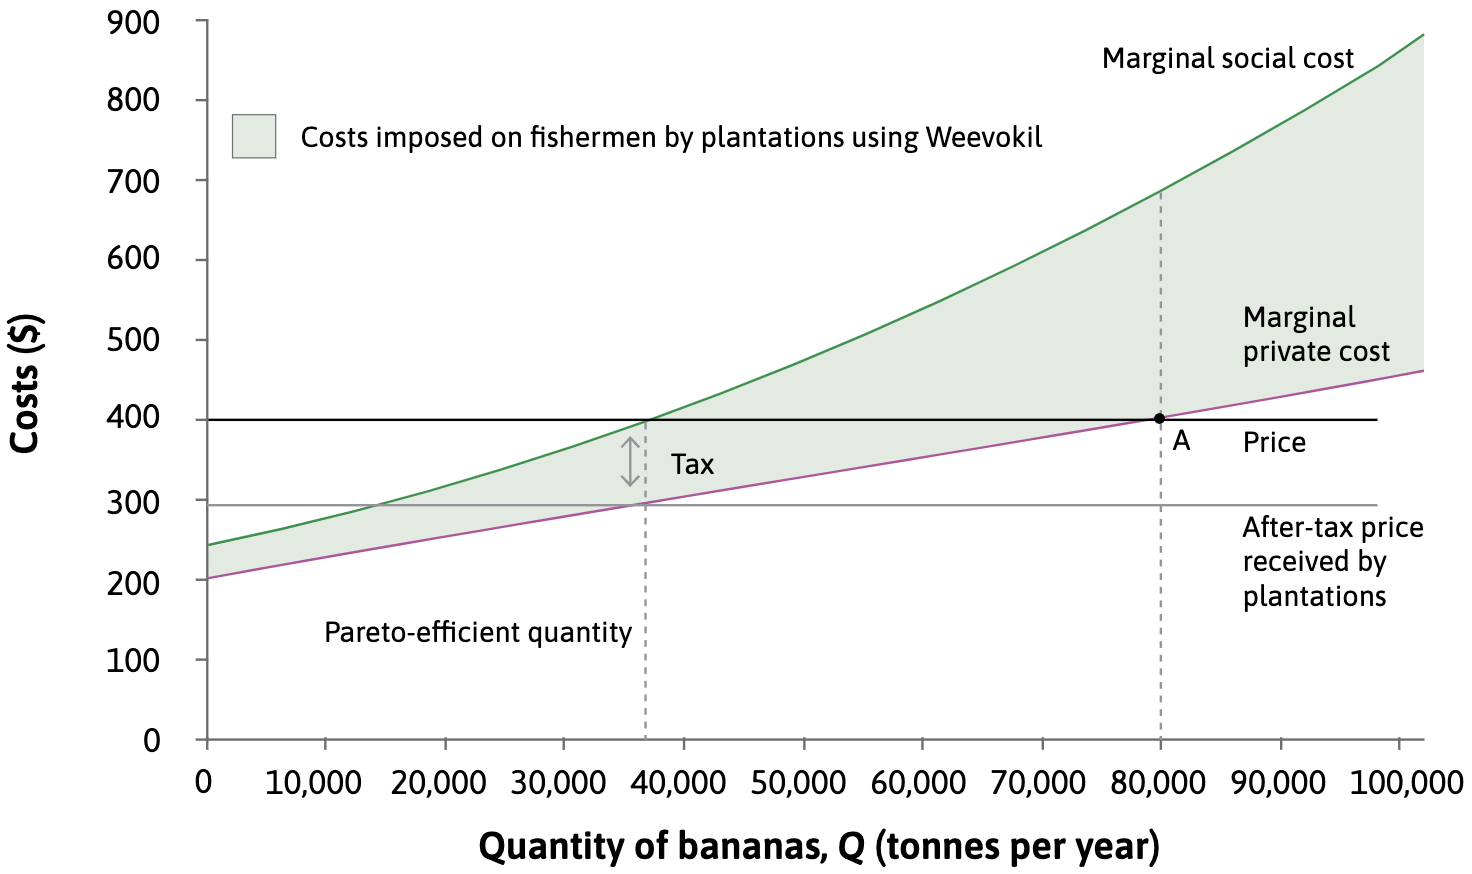 900
800
700
600
500
400
300
200
100
0
Costs ($)
Marginal social cost
Costs imposed on fishermen by plantations using Weevokil
Marginal
private cost
A
Price
Tax
After-tax price
received by
plantations
Pareto-efficient quantity
0 10,000 20,000 30,000 40,000 50,000 60,000 70,000 80,000 90,000 100,000
Quantity of bananas, Q (tonnes per year)